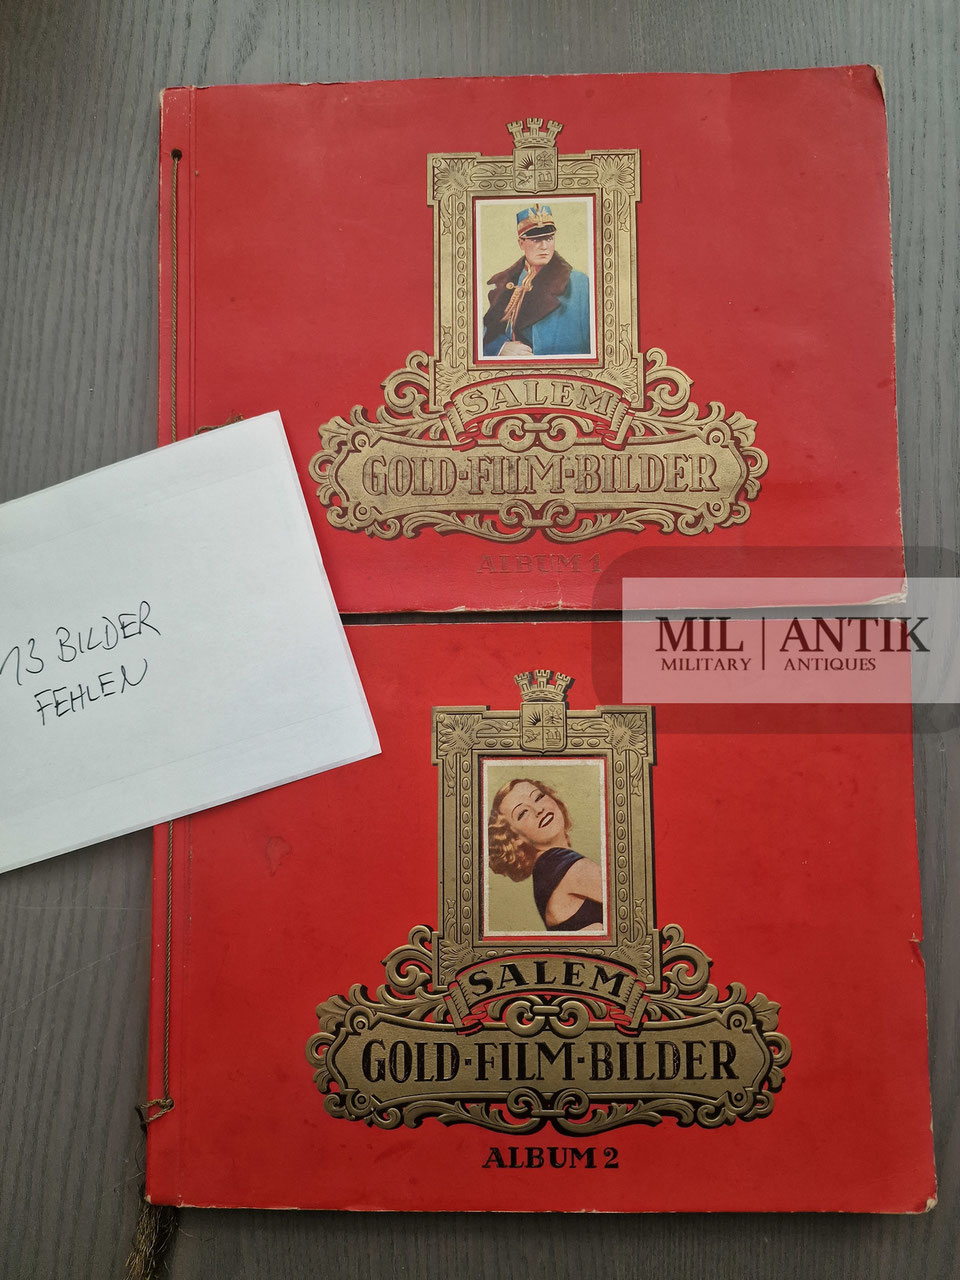 SALEM
GOLD-FILM-BILDER
ALBUM 1
13 BILDER
FEHLEN
MIL | ANTIK
MILITARY ANTIQUES
SALEM
GOLD-FILM-BILDER
ALBUM 2